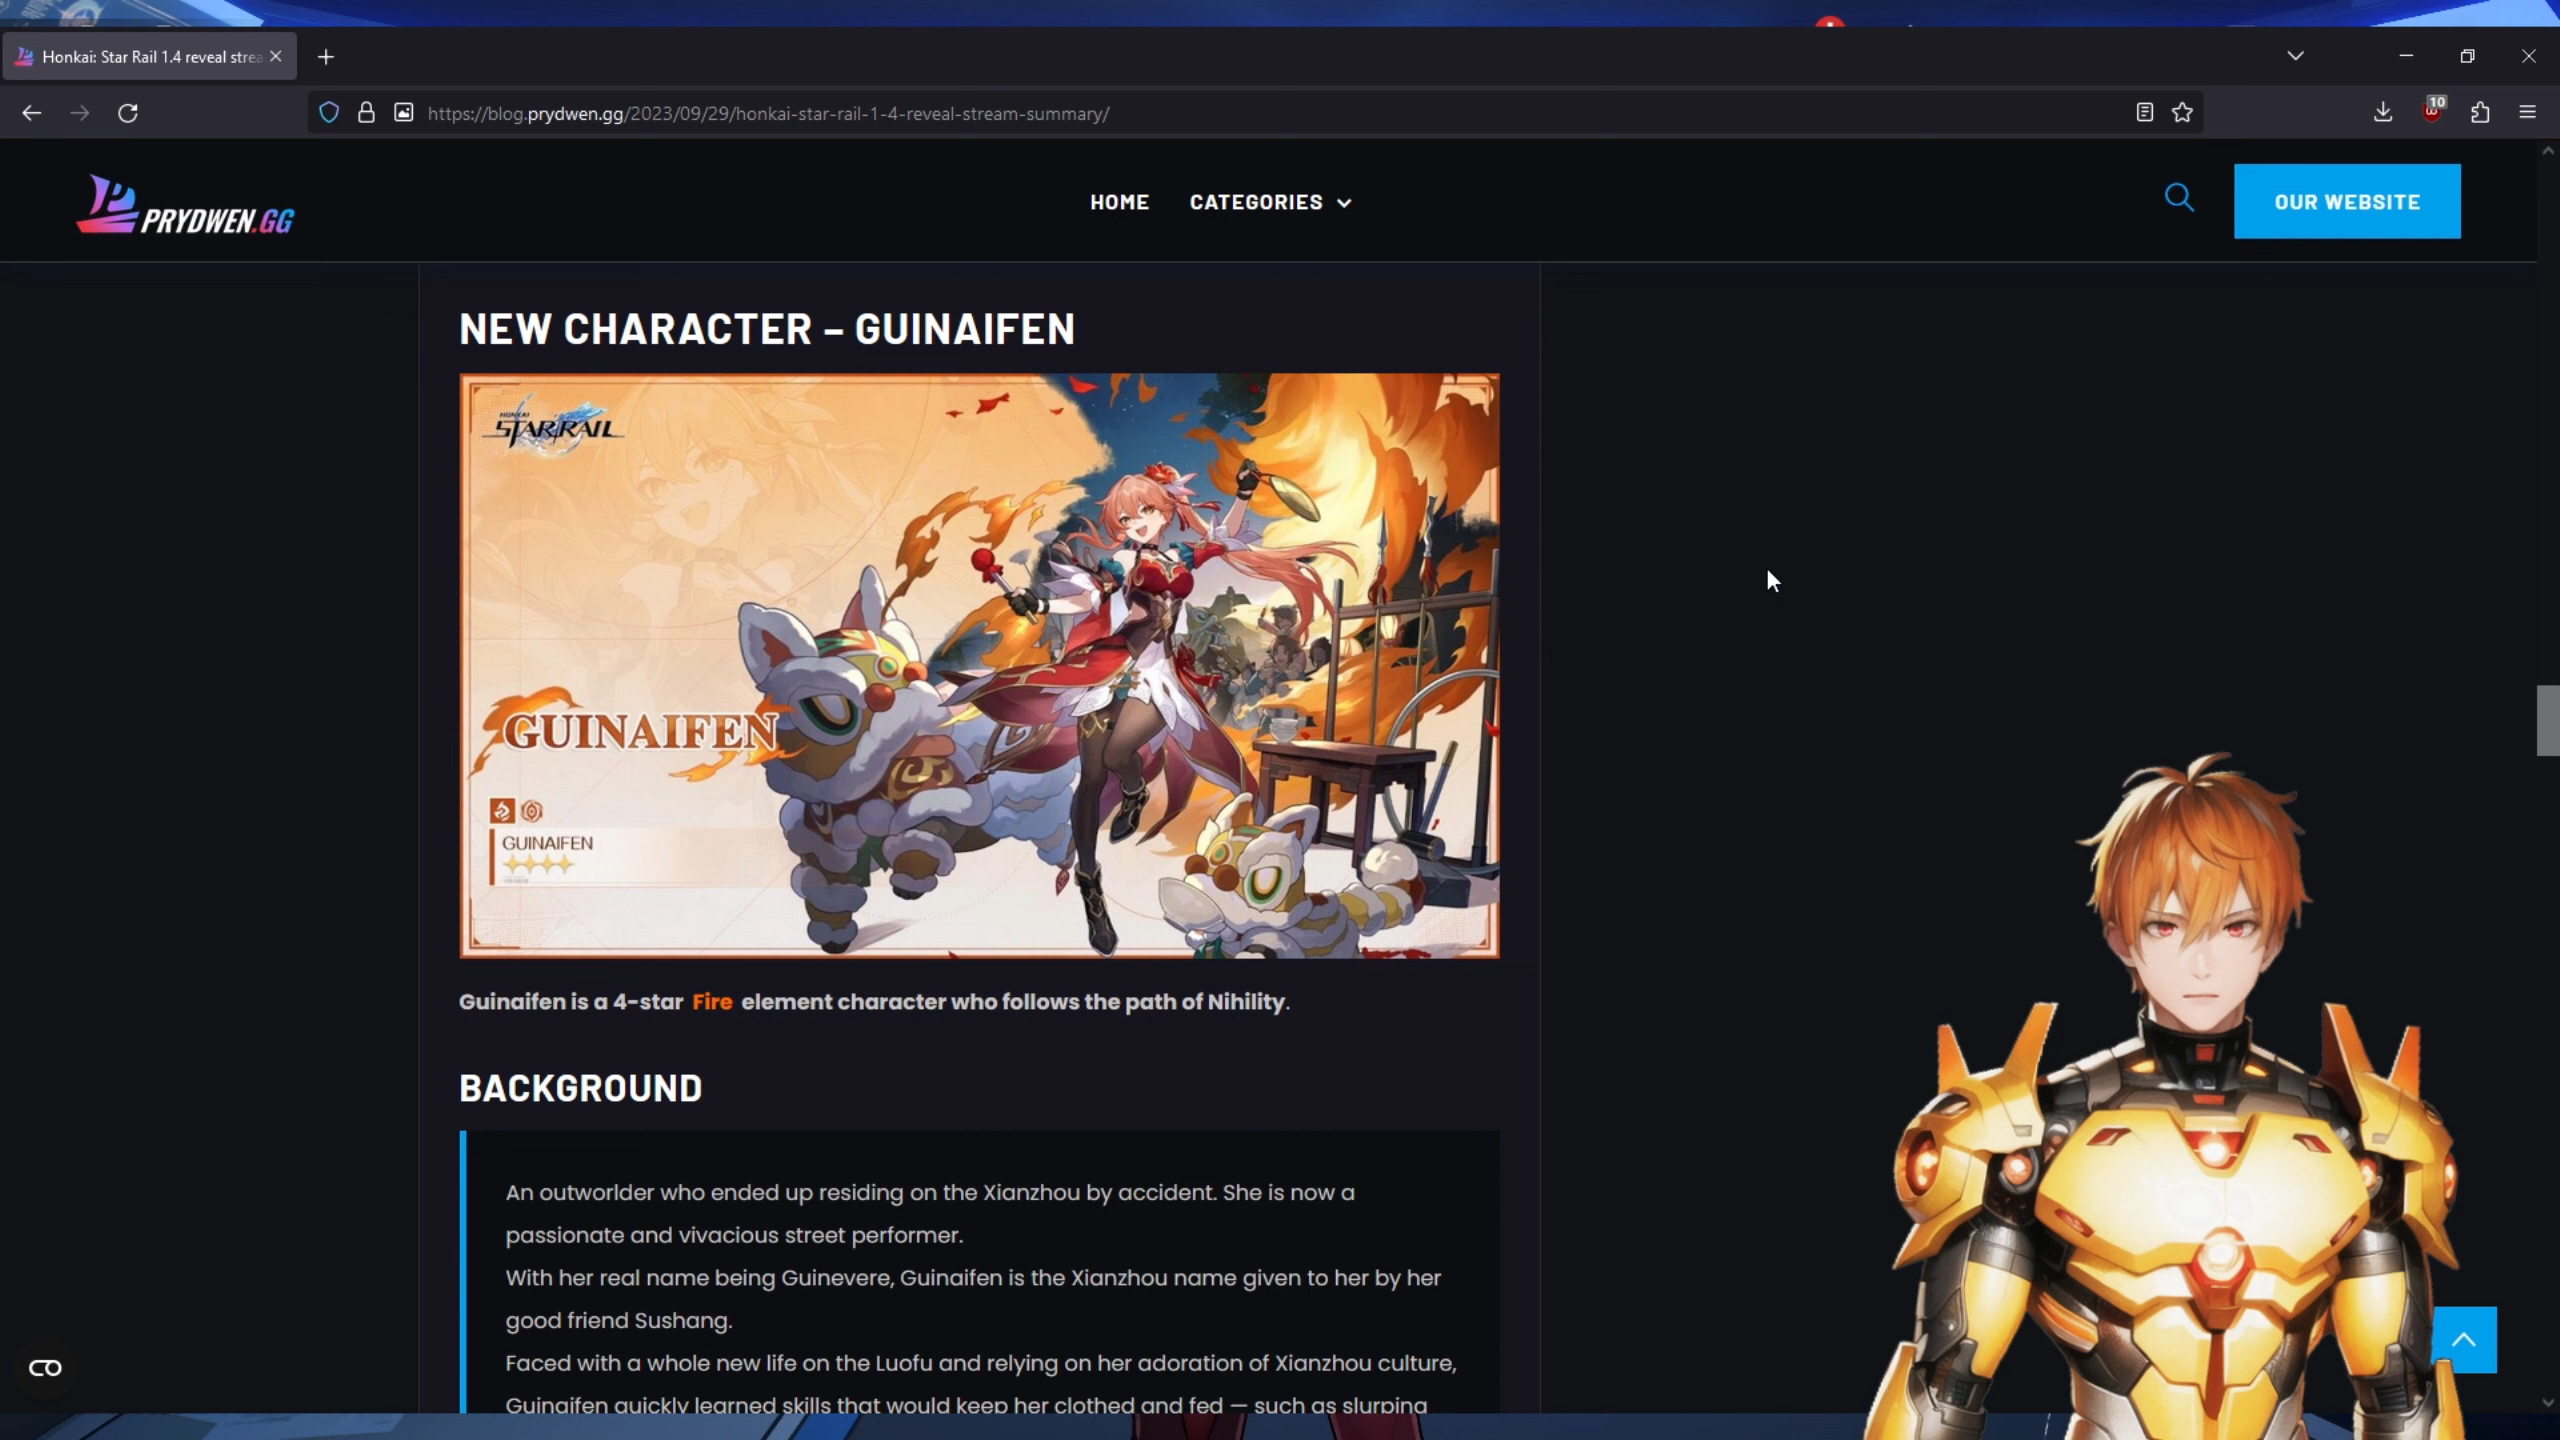 Honkai: Star Rail 1.4 reveal strea
https://blog.prydwen.gg/2023/09/29/honkai-star-rail-1-4-reveal-stream-summary/
10
PRYDWEN.GG
HOME
CATEGORIES
OUR WEBSITE
NEW CHARACTER – GUINAIFEN
HONKAI
STAR RAIL
GUINAIFEN
GUINAIFEN
Guinaifen is a 4-star Fire element character who follows the path of Nihility.
BACKGROUND
An outworlder who ended up residing on the Xianzhou by accident. She is now a
passionate and vivacious street performer.
With her real name being Guinevere, Guinaifen is the Xianzhou name given to her by her
good friend Sushang.
Faced with a whole new life on the Luofu and relying on her adoration of Xianzhou culture,
Guinaifen quickly learned skills that would keep her clothed and fed — such as slurping